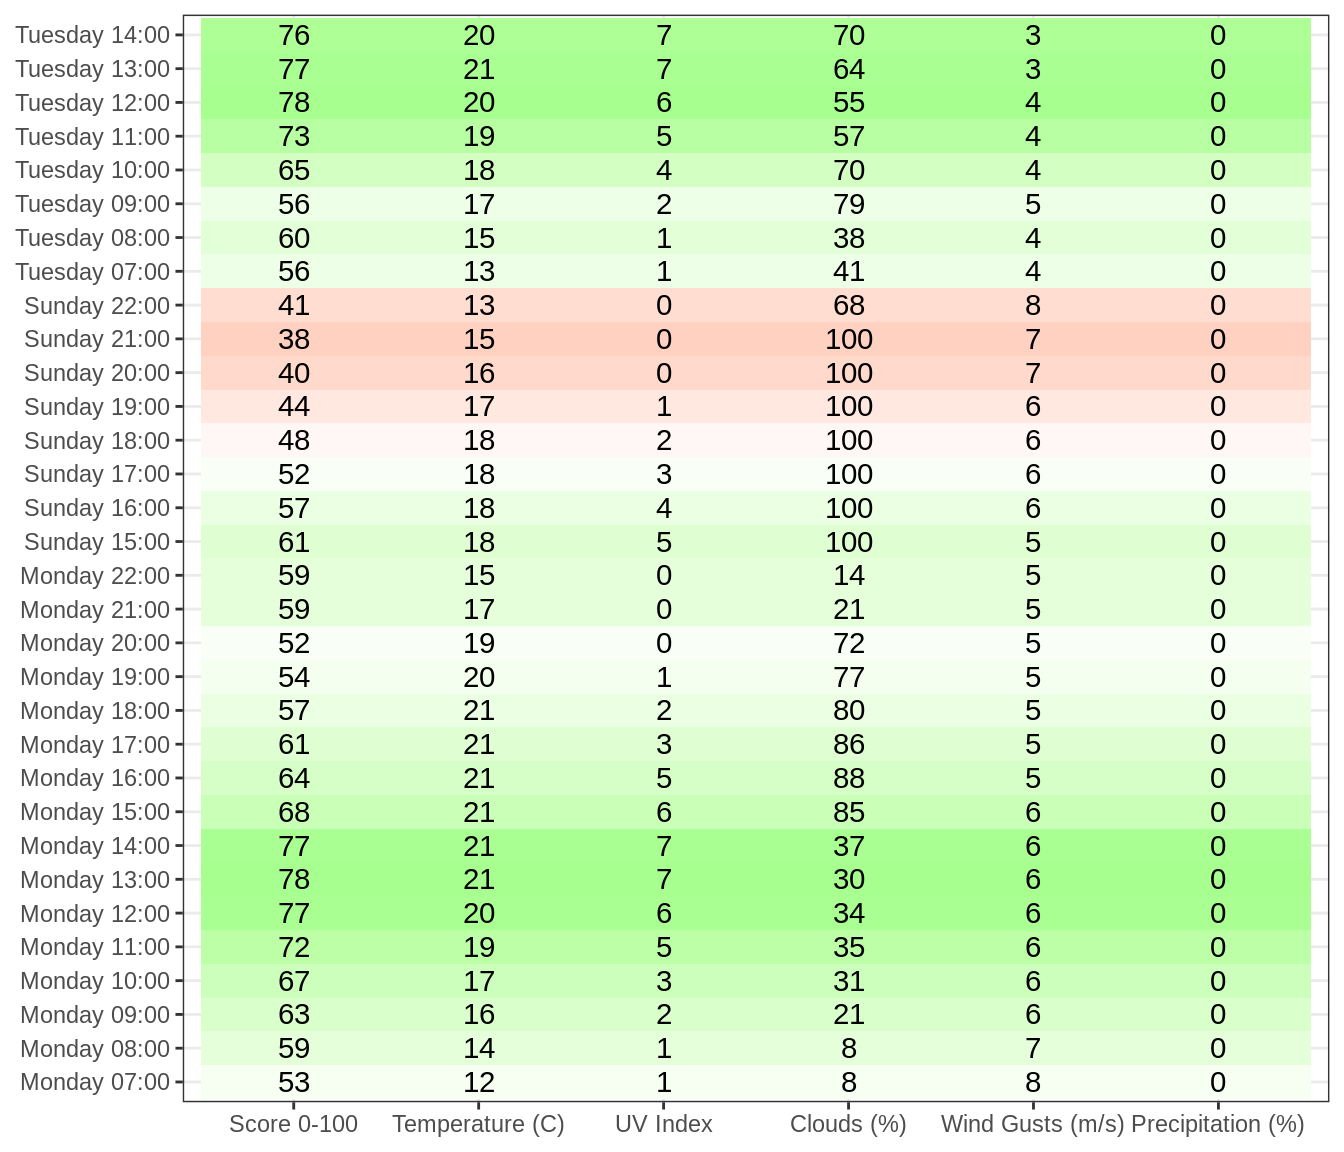 Tuesday 14:00 76 20 7 70 3 0
Tuesday 13:00 77 21 7 64 3 0
Tuesday 12:00 78 20 6 55 4 0
Tuesday 11:00 73 19 5 57 4 0
Tuesday 10:00 65 18 4 70 4 0
Tuesday 09:00 56 17 2 79 5 0
Tuesday 08:00 60 15 1 38 4 0
Tuesday 07:00 56 13 1 41 4 0
Sunday 22:00 41 13 0 68 8 0
Sunday 21:00 38 15 0 100 7 0
Sunday 20:00 40 16 0 100 7 0
Sunday 19:00 44 17 1 100 6 0
Sunday 18:00 48 18 2 100 6 0
Sunday 17:00 52 18 3 100 6 0
Sunday 16:00 57 18 4 100 6 0
Sunday 15:00 61 18 5 100 5 0
Monday 22:00 59 15 0 14 5 0
Monday 21:00 59 17 0 21 5 0
Monday 20:00 52 19 0 72 5 0
Monday 19:00 54 20 1 77 5 0
Monday 18:00 57 21 2 80 5 0
Monday 17:00 61 21 3 86 5 0
Monday 16:00 64 21 5 88 5 0
Monday 15:00 68 21 6 85 6 0
Monday 14:00 77 21 7 37 6 0
Monday 13:00 78 21 7 30 6 0
Monday 12:00 77 20 6 34 6 0
Monday 11:00 72 19 5 35 6 0
Monday 10:00 67 17 3 31 6 0
Monday 09:00 63 16 2 21 6 0
Monday 08:00 59 14 1 8 7 0
Monday 07:00 53 12 1 8 8 0
Score 0-100 Temperature (C) UV Index Clouds (%) Wind Gusts (m/s) Precipitation (%)